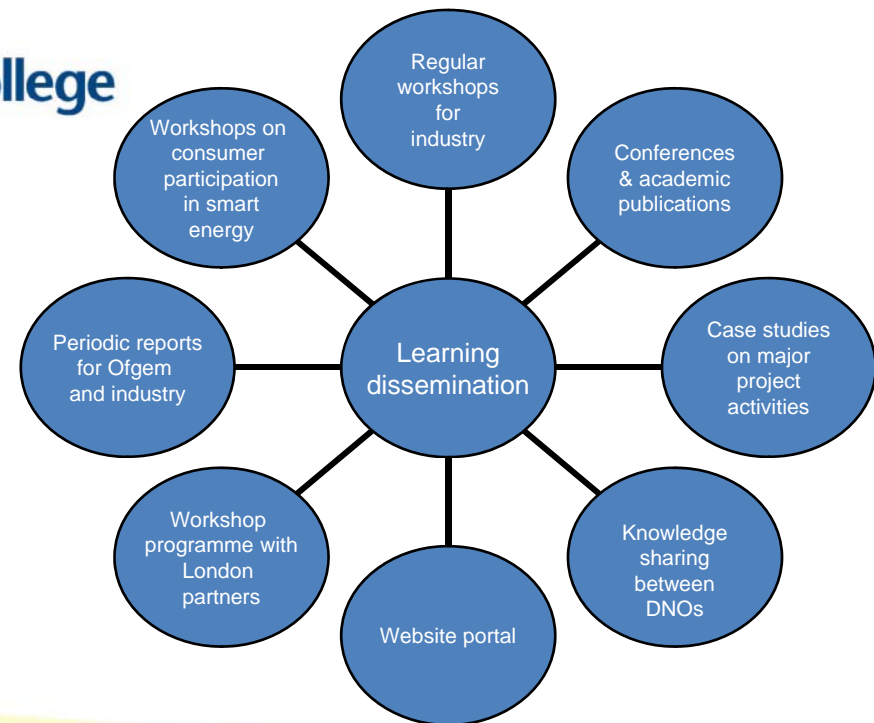 Regular
workshops
for
industry
Workshops on
consumer
participation
in smart
energy
Conferences
& academic
publications
Periodic reports
for Ofgem
and industry
Learning
dissemination
Case studies
on major
project
activities
Workshop
programme with
London
partners
Knowledge
sharing
between
DNOs
Website portal